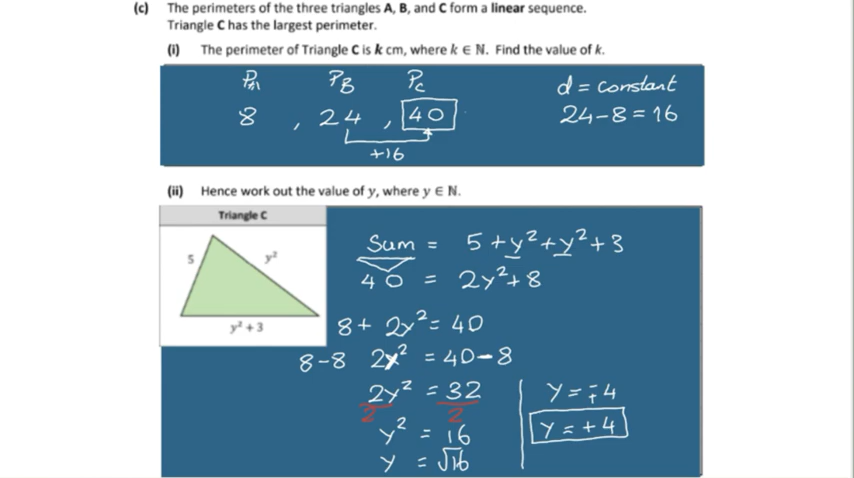 (c) The perimeters of the three triangles A, B, and C form a linear sequence.
Triangle C has the largest perimeter.
(i) The perimeter of Triangle C is k cm, where k ∈ ℕ. Find the value of k.
P_A P_B P_C d = constant
8 , 24 , 40 24-8=16
+16
(ii) Hence work out the value of y, where y ∈ ℕ.
Triangle C
5 y²
y² + 3
Sum = 5 + y² + y² + 3
40 = 2y² + 8
8 + 2y² = 40
8-8 2y² = 40-8
2y² = 32
2 2
y² = 16
y = √16
y = ∓4
y = +4